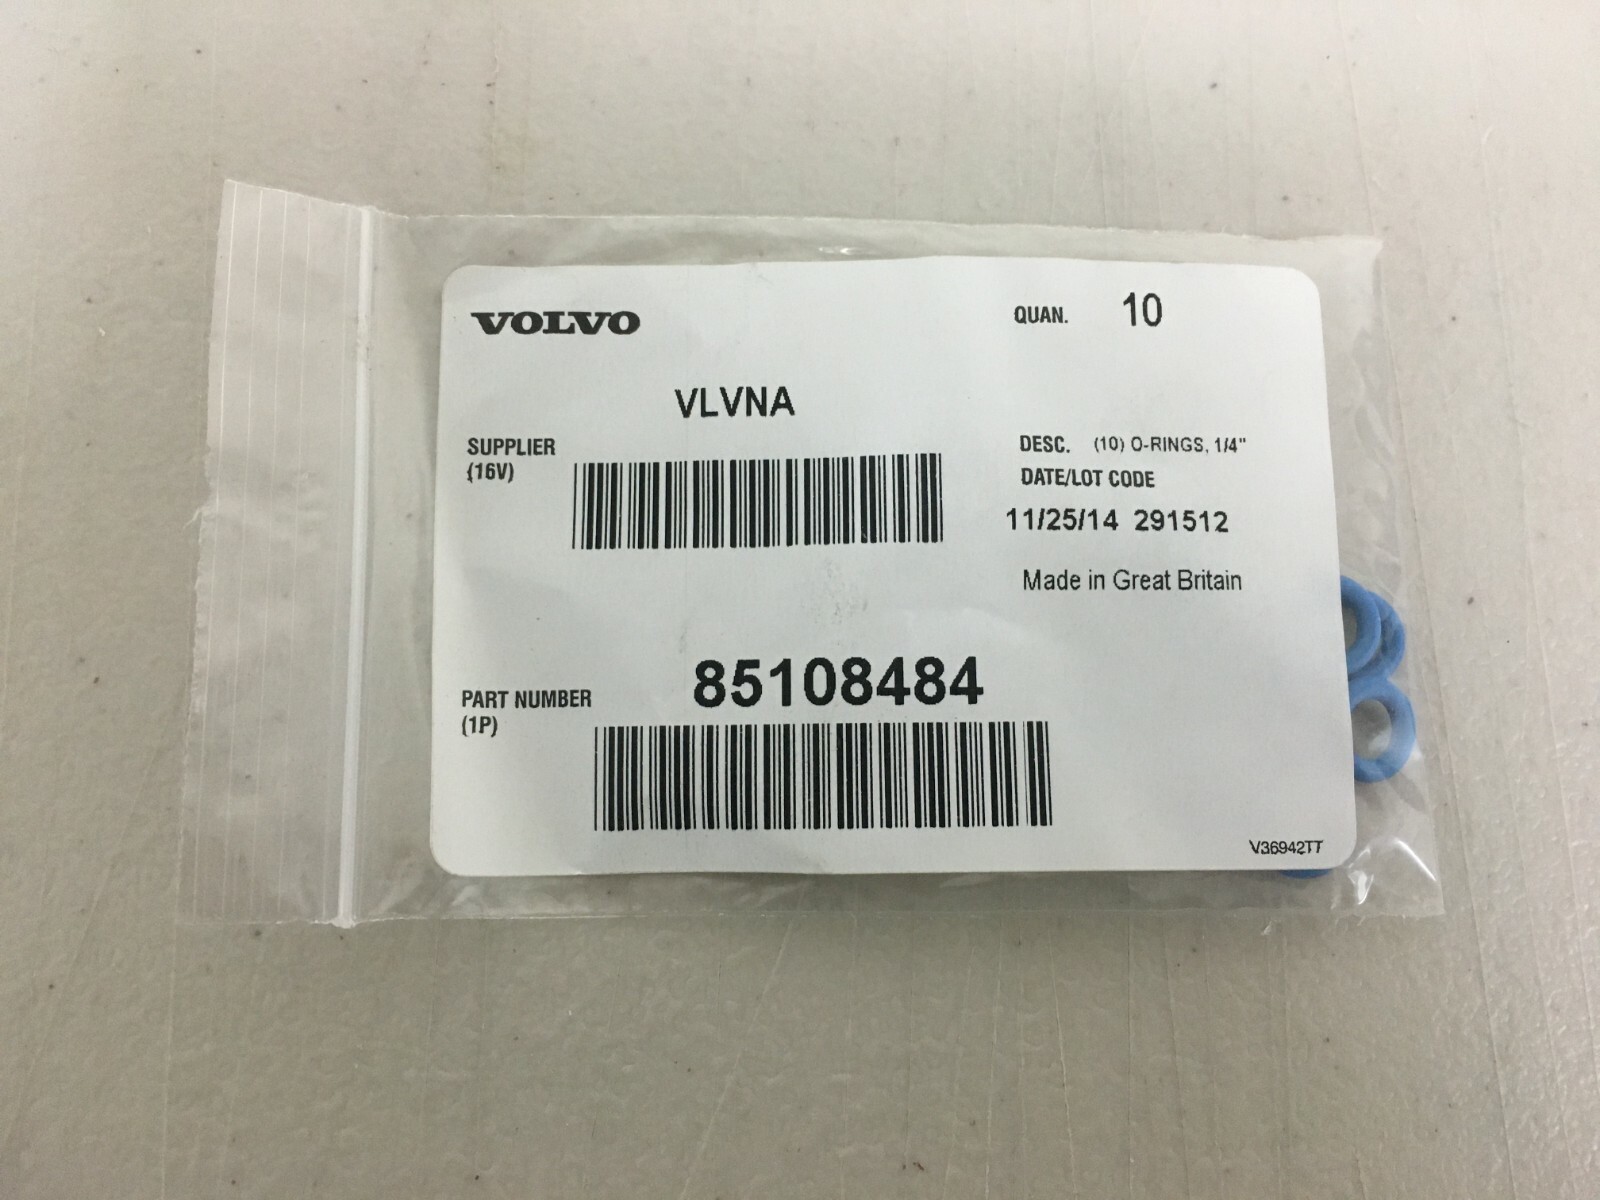 VOLVO
QUAN. 10
VLVNA
SUPPLIER
(16V)
DESC. (10) O-RINGS, 1/4"
DATE/LOT CODE
11/25/14 291512
Made in Great Britain
85108484
PART NUMBER
(1P)
V36942TT